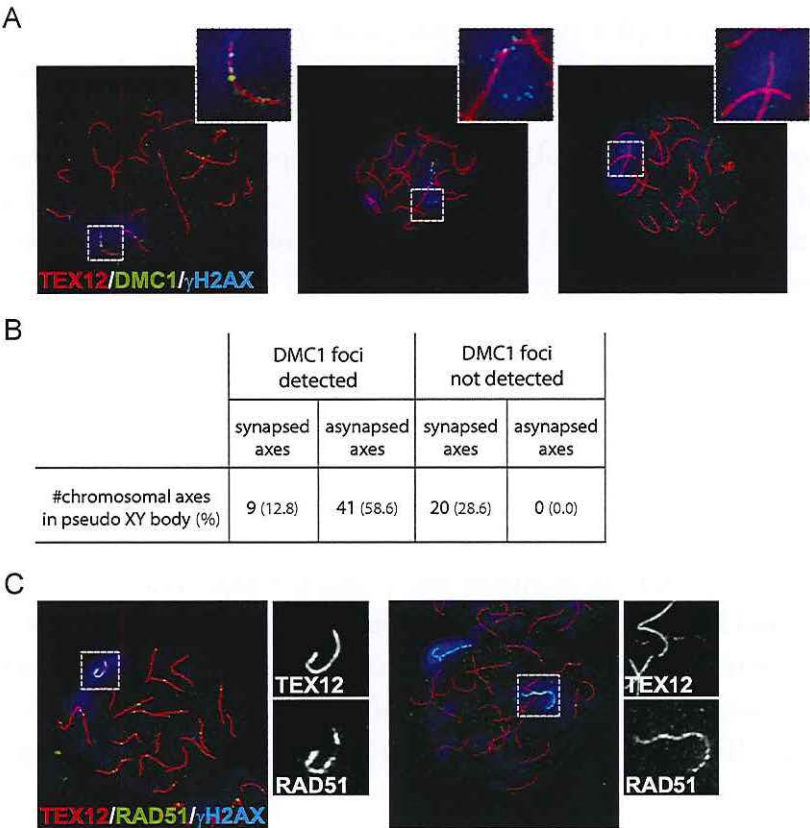 A
TEX12/DMC1/γH2AX
B
DMC1 foci detected
DMC1 foci not detected
synapsed axes
asynapsed axes
synapsed axes
asynapsed axes
#chromosomal axes in pseudo XY body (%)
9 (12.8)
41 (58.6)
20 (28.6)
0 (0.0)
C
TEX12/RAD51/γH2AX
TEX12
RAD51
TEX12
RAD51